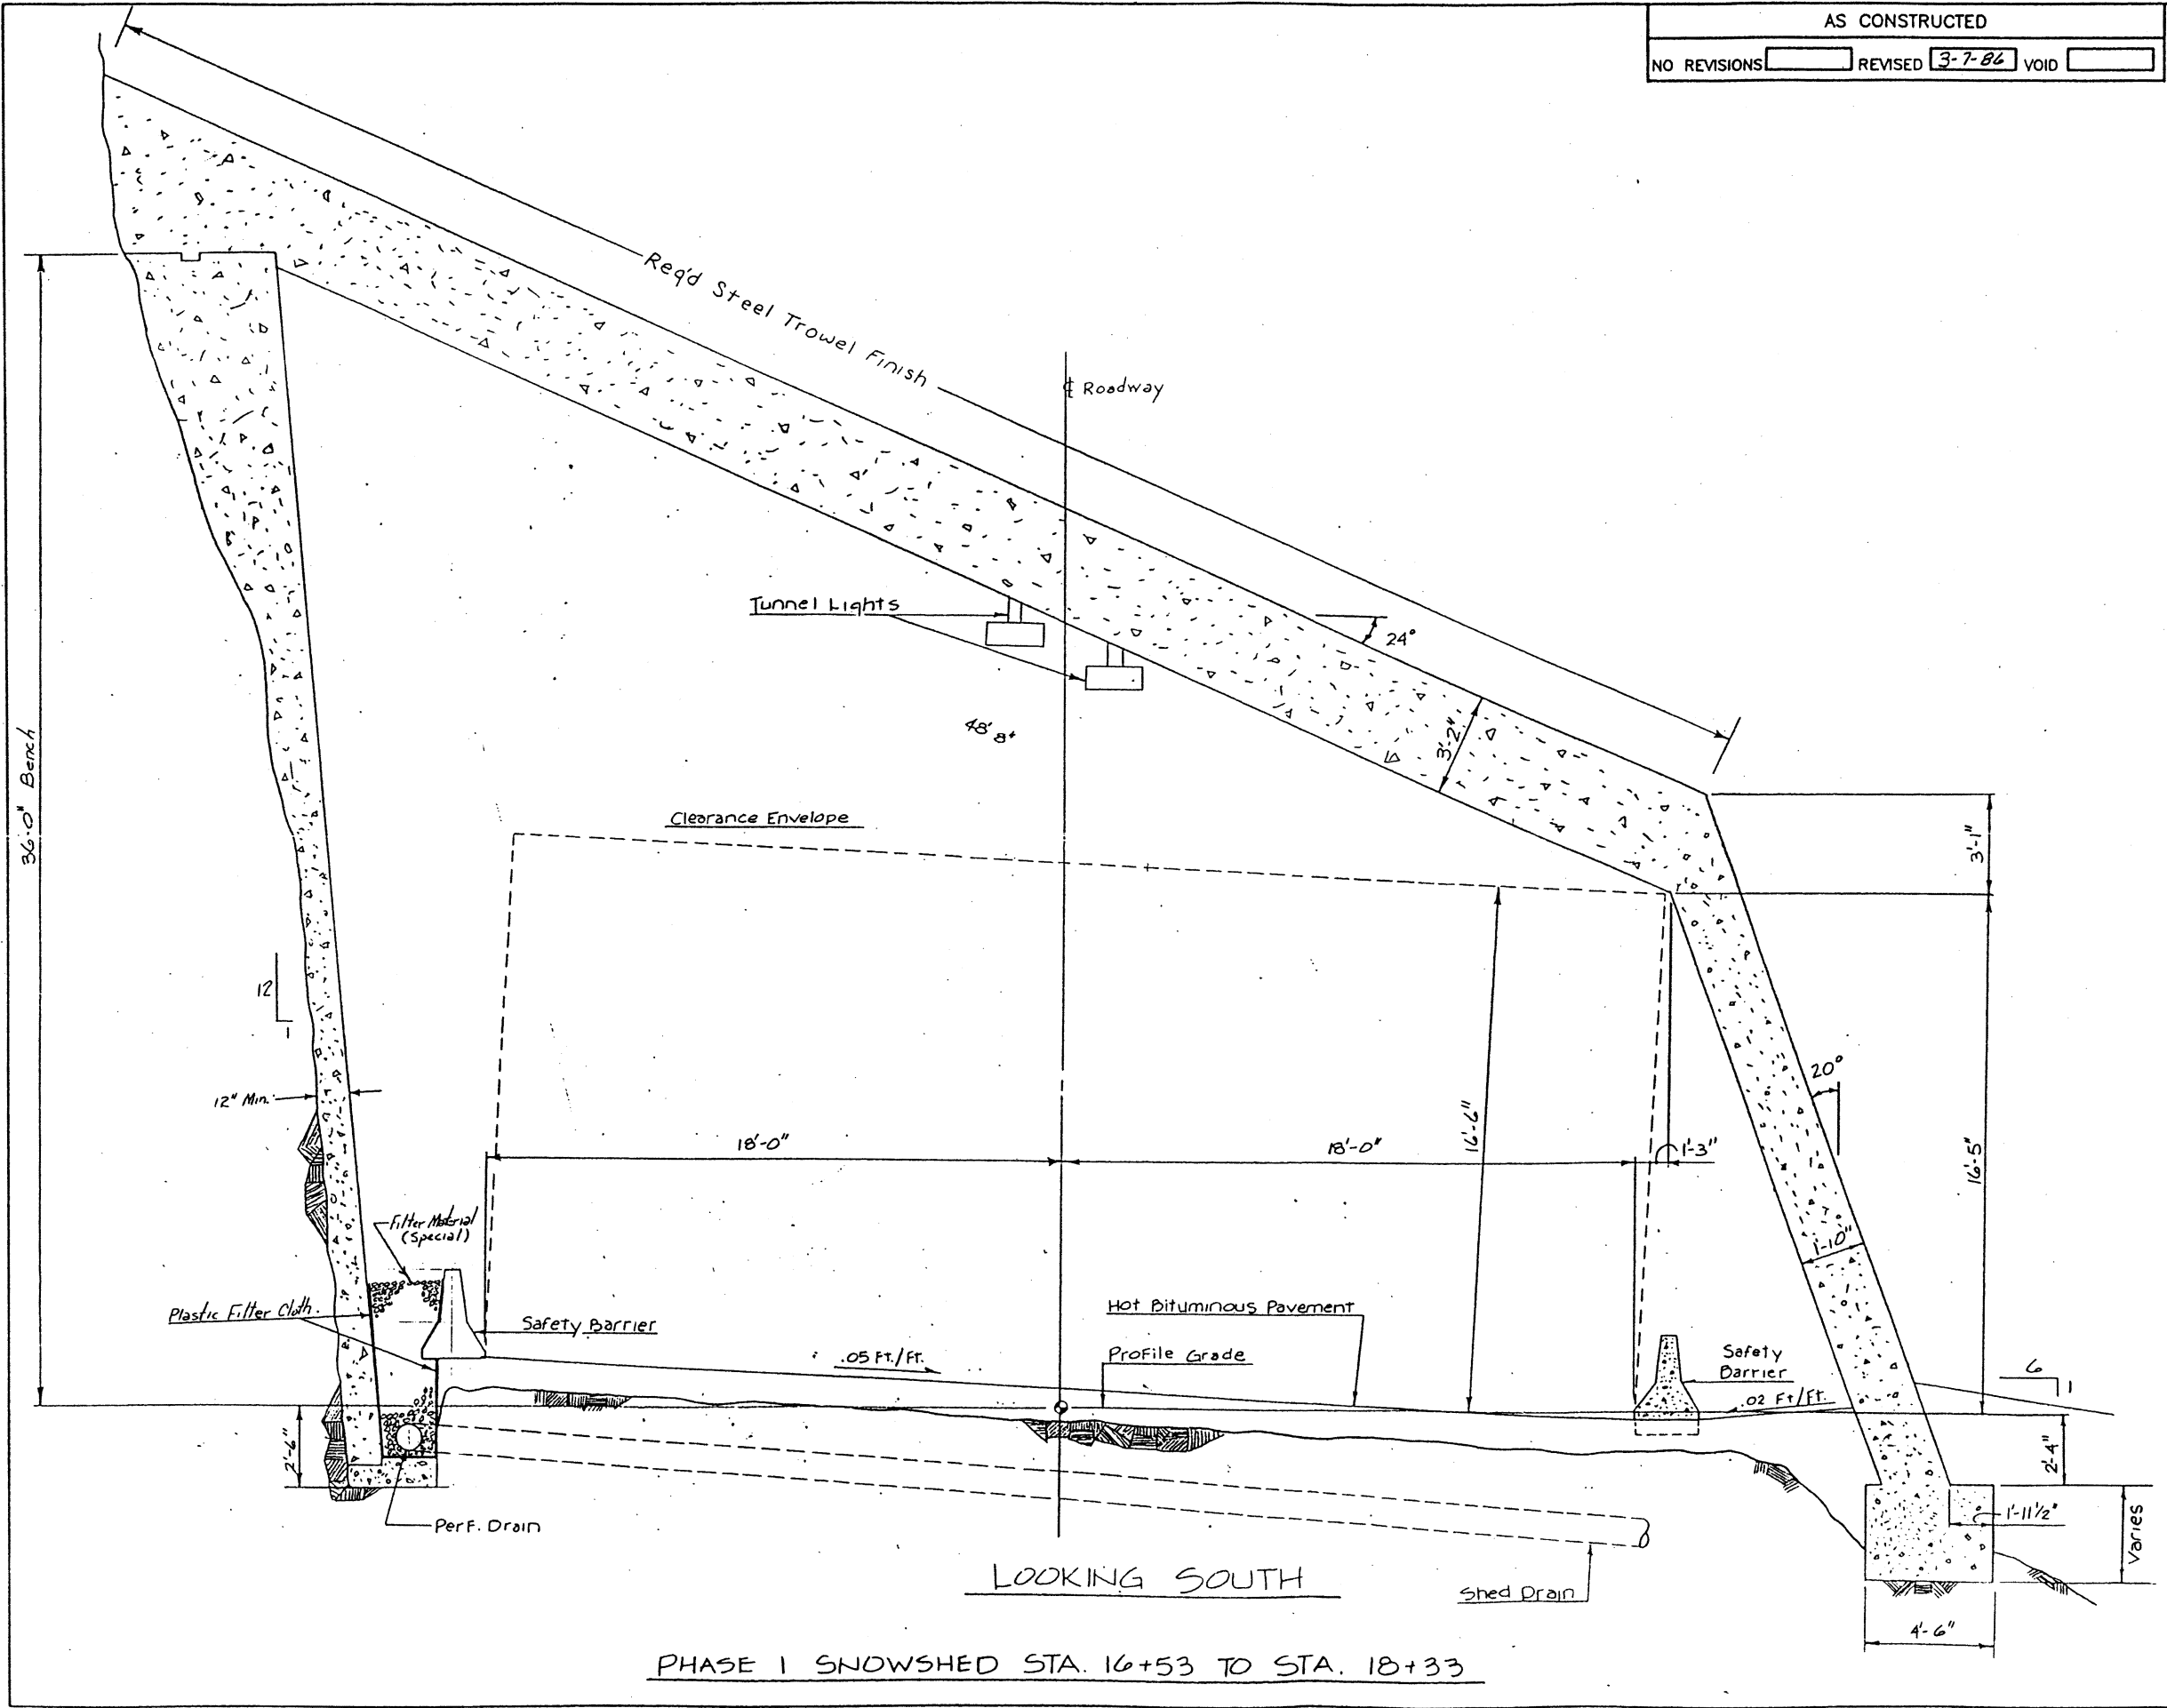 AS CONSTRUCTED
NO REVISIONS REVISED 3-7-86 VOID
Req'd Steel Trowel Finish
℄ Roadway
Tunnel Lights
24°
48' 8"
3'-2"
36'-0" Bench
Clearance Envelope
3'-1"
12
1
12" Min.
20°
18'-0"
18'-0"
16'-6"
1'-3"
16'-5"
Filter Material
(Special)
1'-10"
Plastic Filter Cloth
Safety Barrier
Hot Bituminous Pavement
.05 Ft./Ft.
Profile Grade
Safety
Barrier
.02 Ft/Ft.
6
1
2'-6"
2'-4"
Perf. Drain
1'-11 1/2"
Varies
LOOKING SOUTH
Shed Drain
4'-6"
PHASE 1 SNOWSHED STA. 16+53 TO STA. 18+33